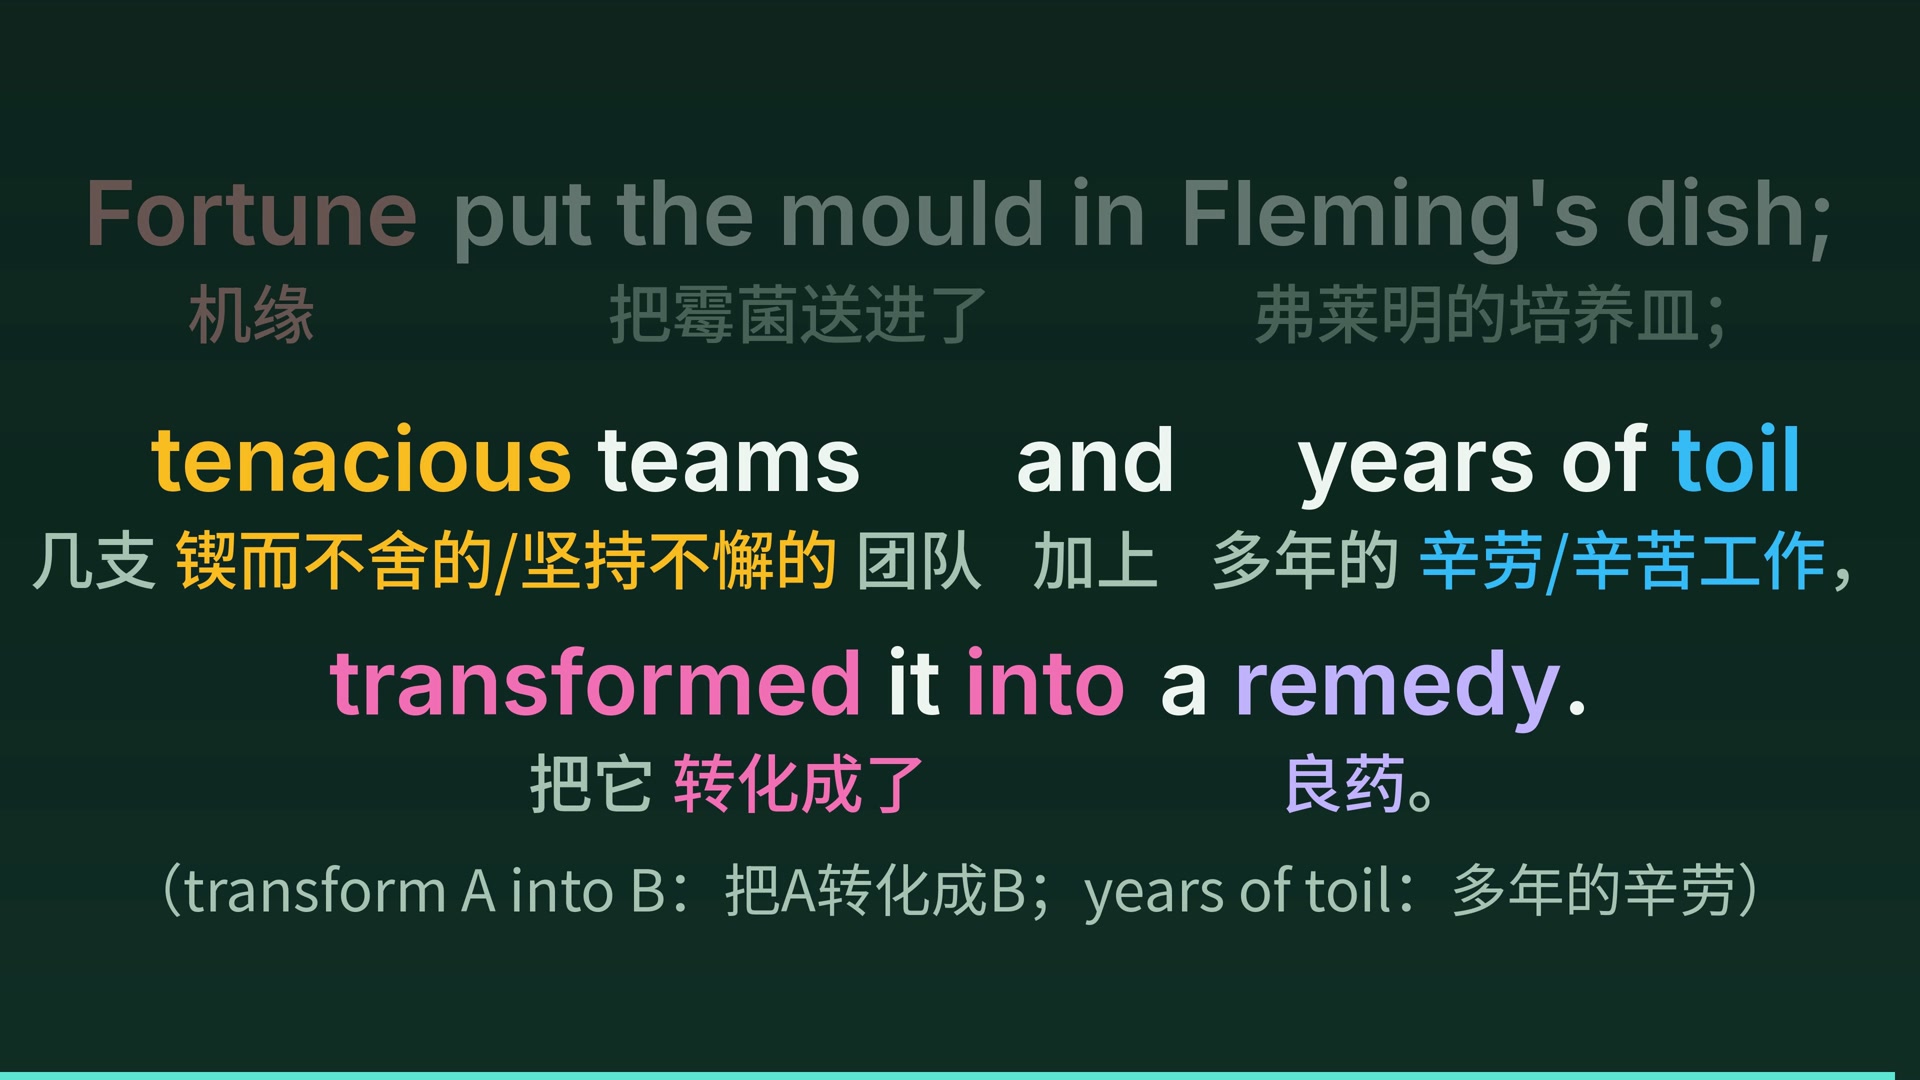 Fortune put the mould in Fleming's dish;
机缘 把霉菌送进了 弗莱明的培养皿；
tenacious teams and years of toil
几支 锲而不舍的/坚持不懈的 团队 加上 多年的 辛劳/辛苦工作，
transformed it into a remedy.
把它 转化成了 良药。
（transform A into B：把A转化成B；years of toil：多年的辛劳）